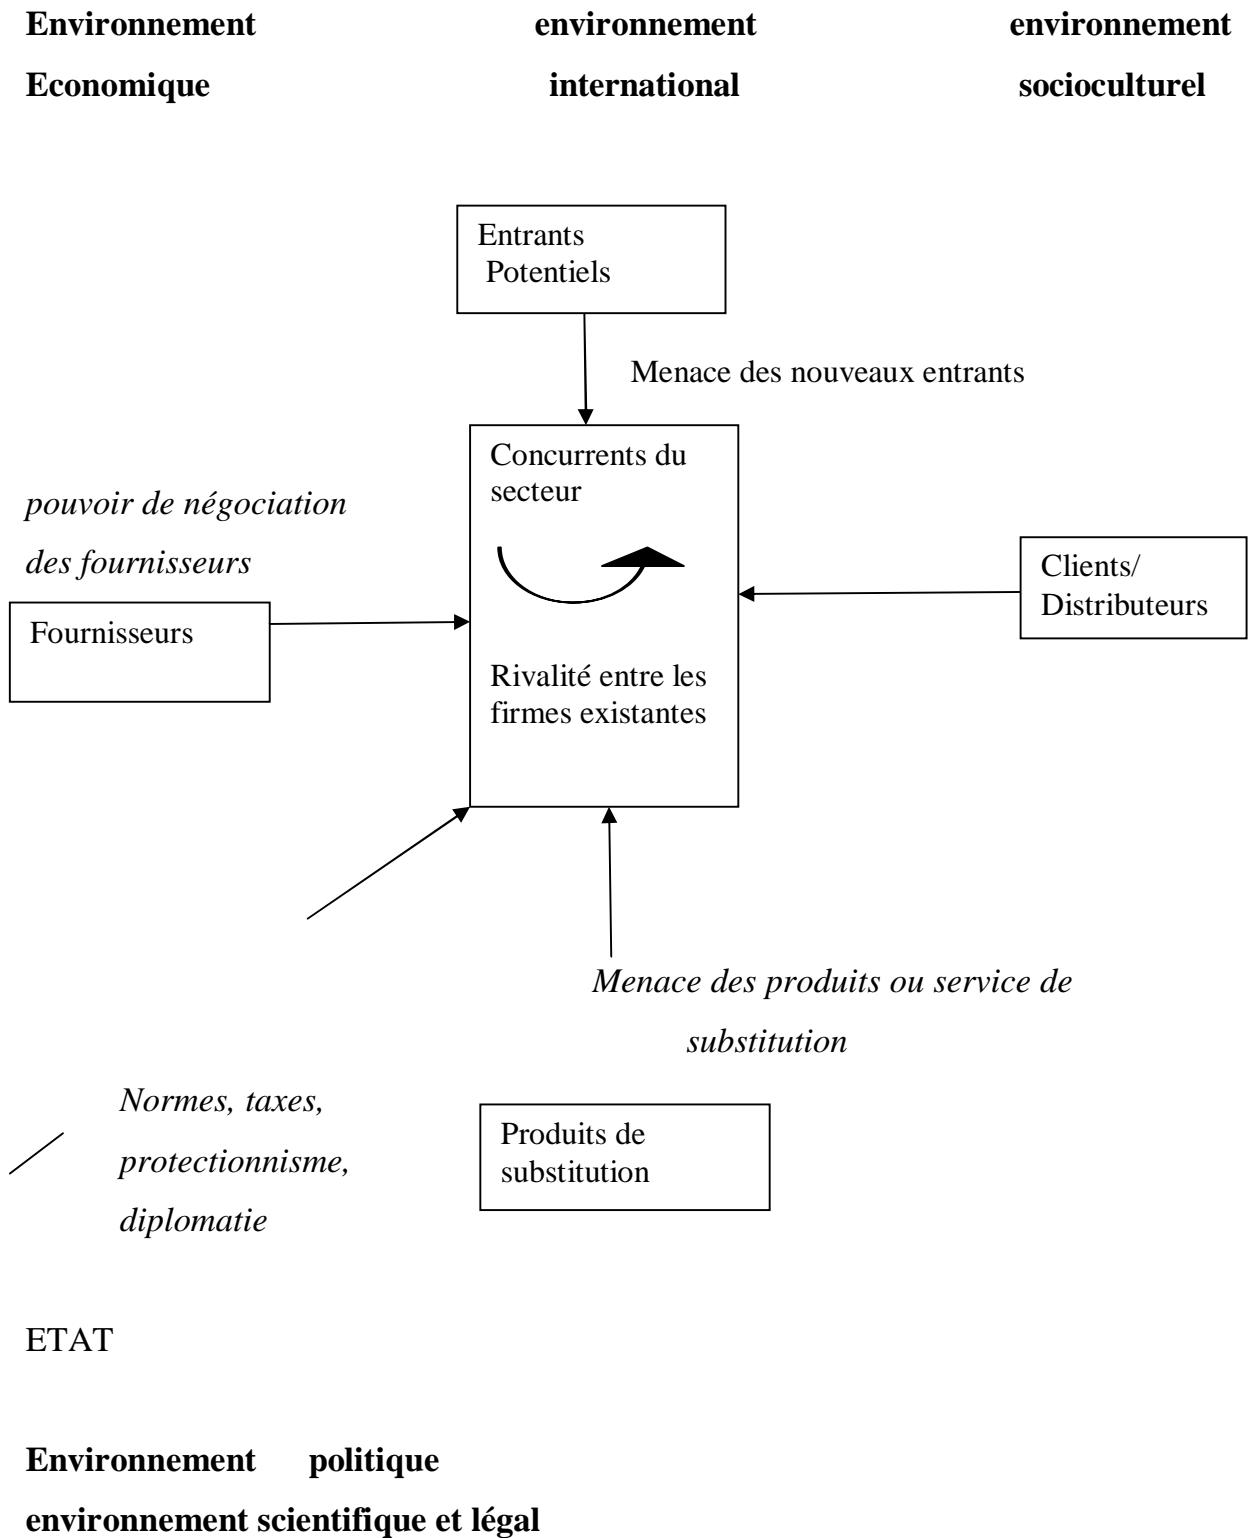 Environnement environnement environnement
Economique international socioculturel
Entrants
Potentiels
Menace des nouveaux entrants
Concurrents du
secteur
pouvoir de négociation
des fournisseurs
Clients/
Distributeurs
Fournisseurs
Rivalité entre les
firmes existantes
Menace des produits ou service de
substitution
Normes, taxes,
protectionnisme,
diplomatie
Produits de
substitution
ETAT
Environnement politique
environnement scientifique et légal